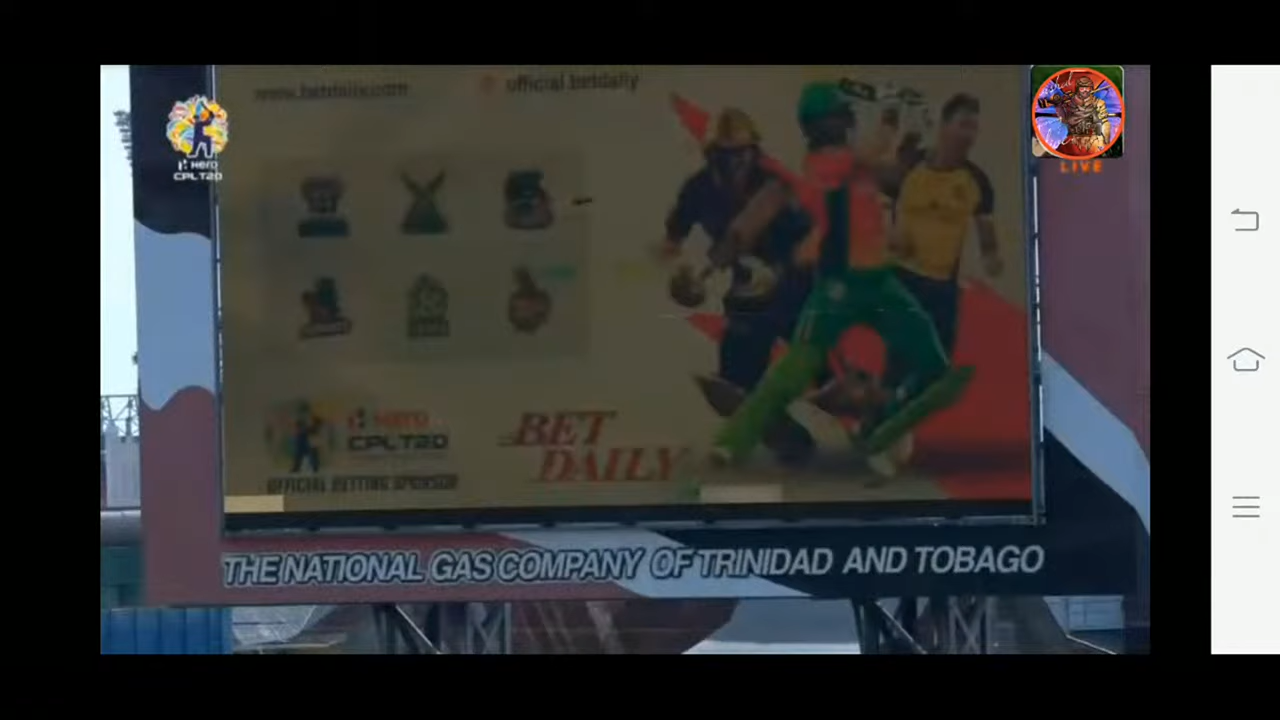 www.betdaily.com
official.betdaily
HERO
CPLT20
LIVE
HERO
CPLT20
OFFICIAL BETTING SPONSOR
BET
DAILY
THE NATIONAL GAS COMPANY OF TRINIDAD AND TOBAGO